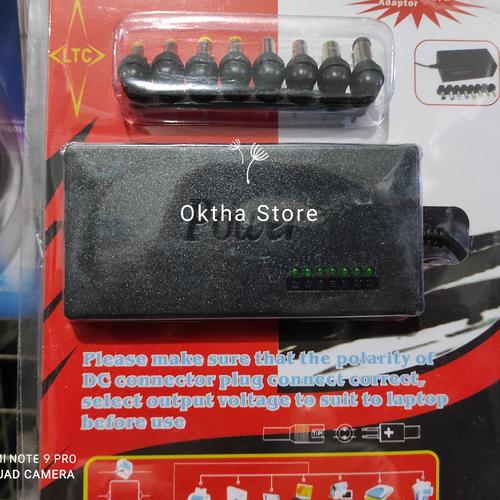 Adaptor
LTC
Oktha Store
Power
Please make sure that the polarity of
DC connector plug connect correct,
select output voltage to suit to laptop
before use
MI NOTE 9 PRO
UAD CAMERA